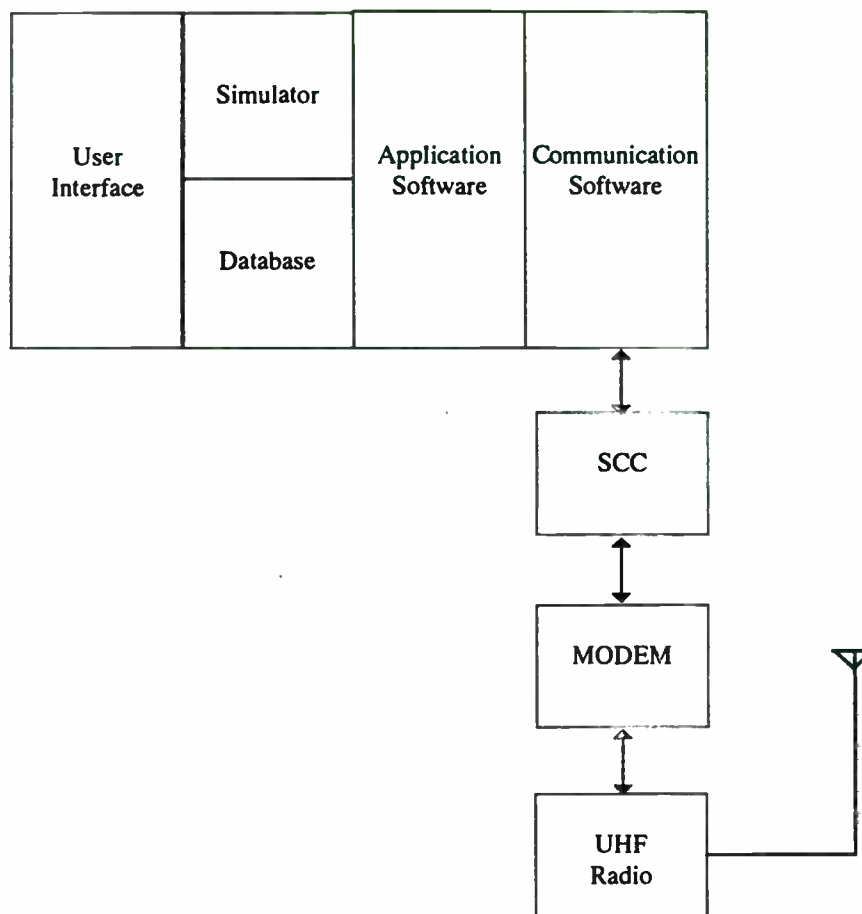 User
Interface
Simulator
Database
Application
Software
Communication
Software
SCC
MODEM
UHF
Radio